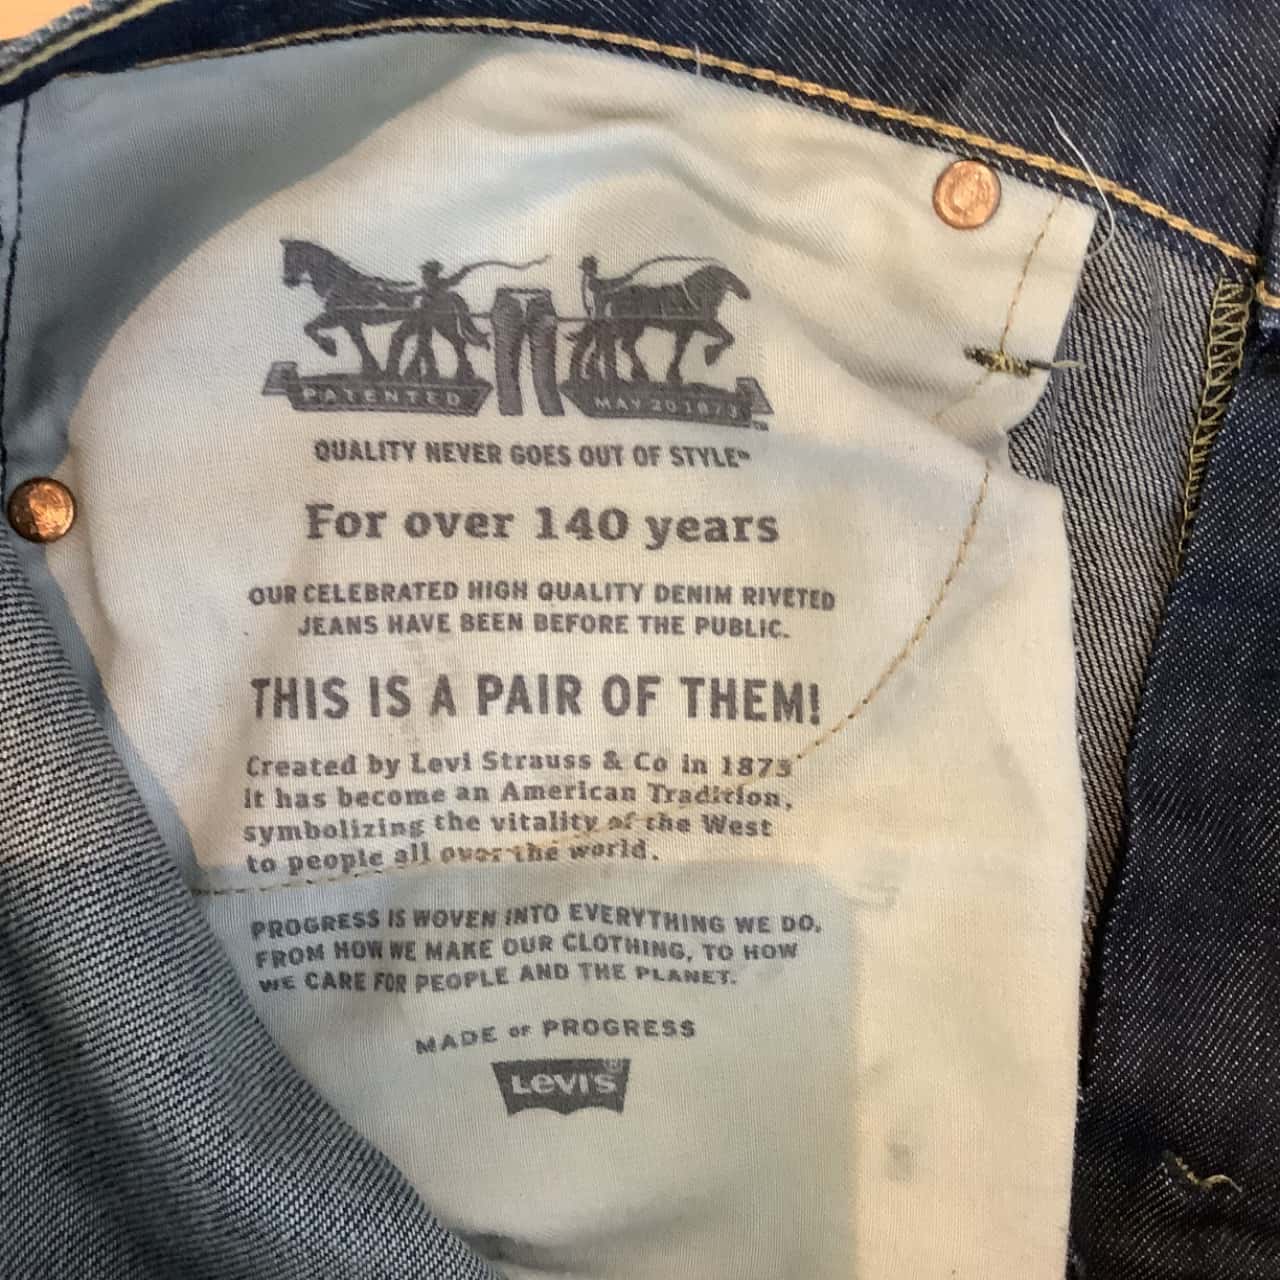 PATENTED MAY 20 1873
TM
QUALITY NEVER GOES OUT OF STYLE™
For over 140 years
OUR CELEBRATED HIGH QUALITY DENIM RIVETED
JEANS HAVE BEEN BEFORE THE PUBLIC.
THIS IS A PAIR OF THEM!
Created by Levi Strauss & Co in 1873
it has become an American Tradition,
symbolizing the vitality of the West
to people all over the world.
PROGRESS IS WOVEN INTO EVERYTHING WE DO,
FROM HOW WE MAKE OUR CLOTHING, TO HOW
WE CARE FOR PEOPLE AND THE PLANET.
MADE OF PROGRESS
LEVI'S®